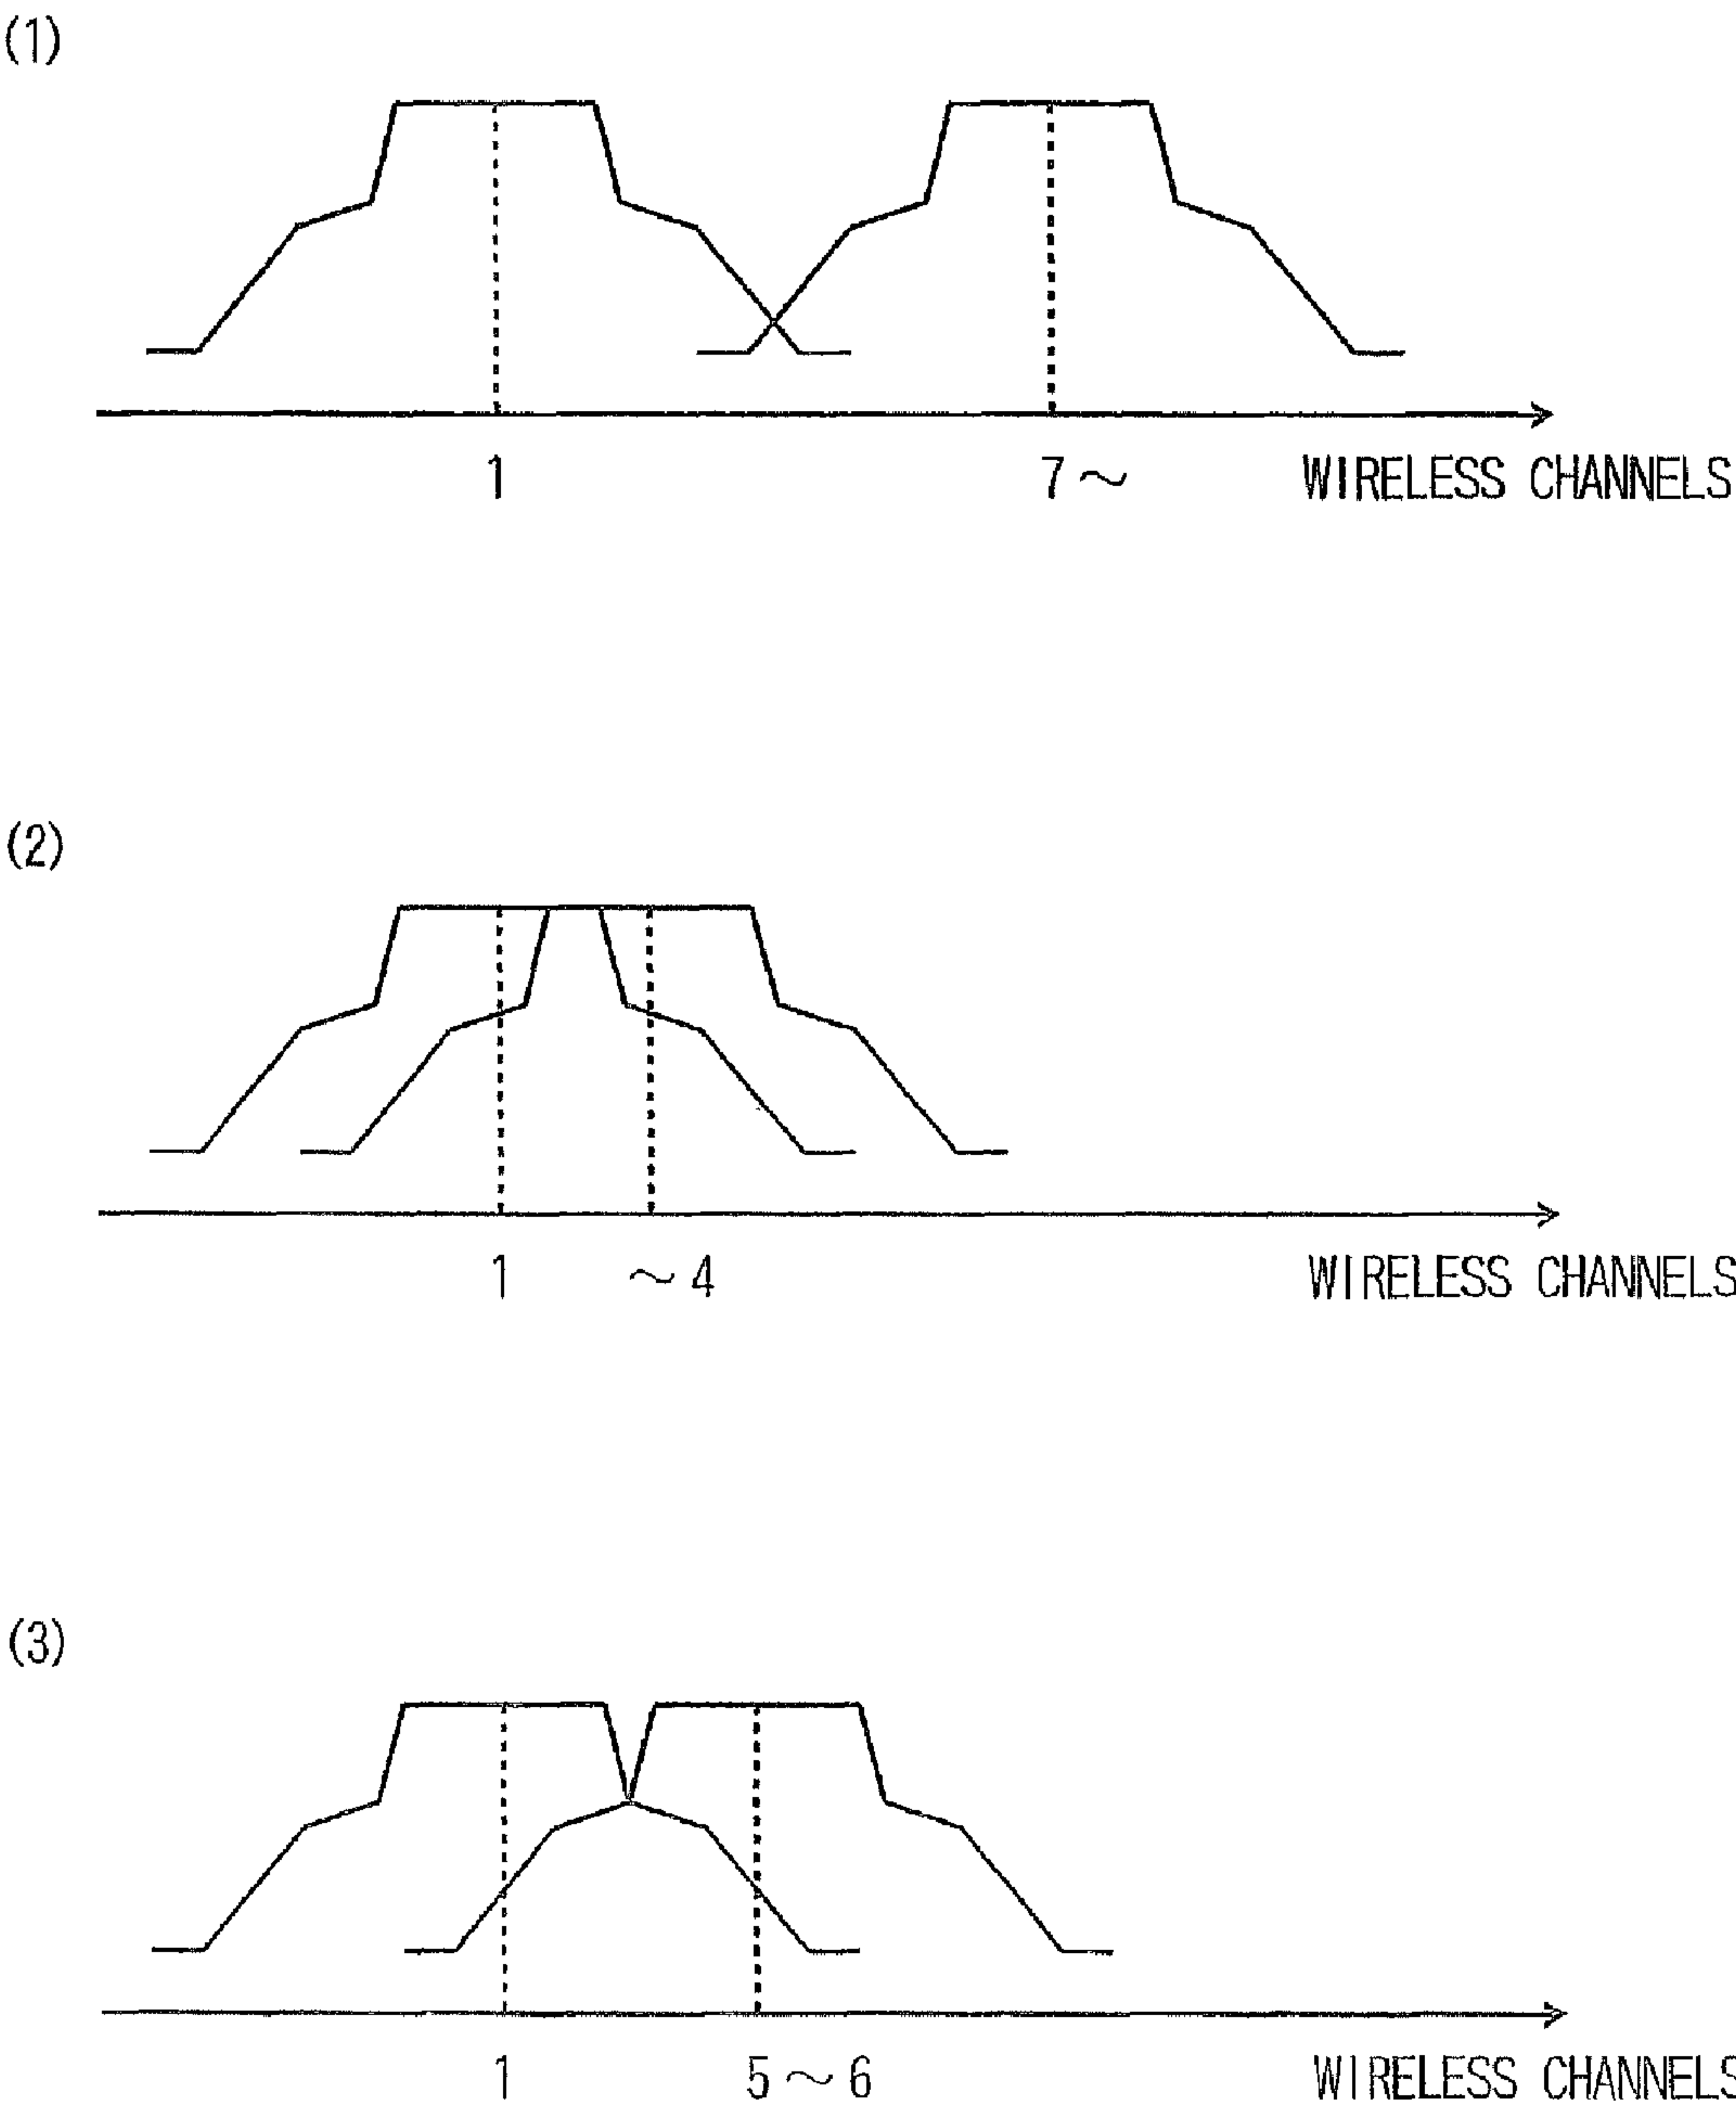 (1)
1 7～ WIRELESS CHANNELS
(2)
1 ～4 WIRELESS CHANNELS
(3)
1 5～6 WIRELESS CHANNELS